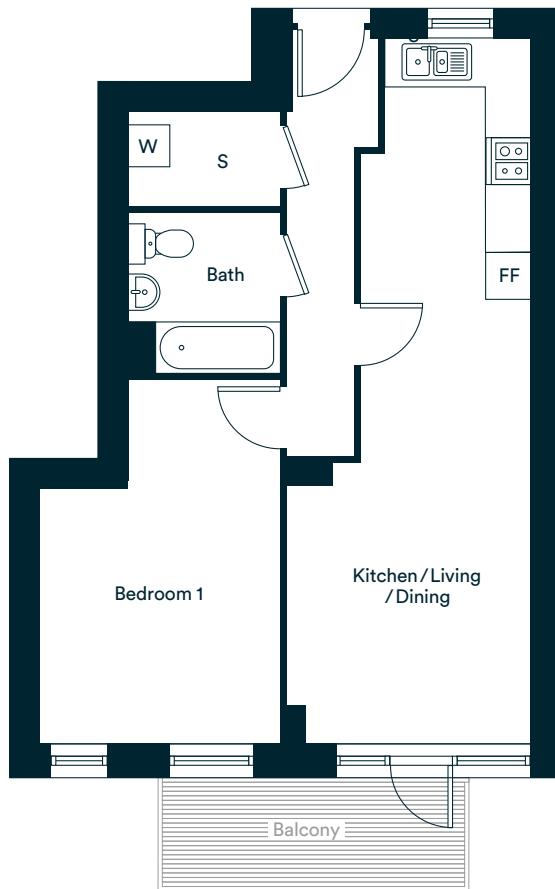 W
S
Bath
FF
Kitchen / Living
/ Dining
Bedroom 1
Balcony